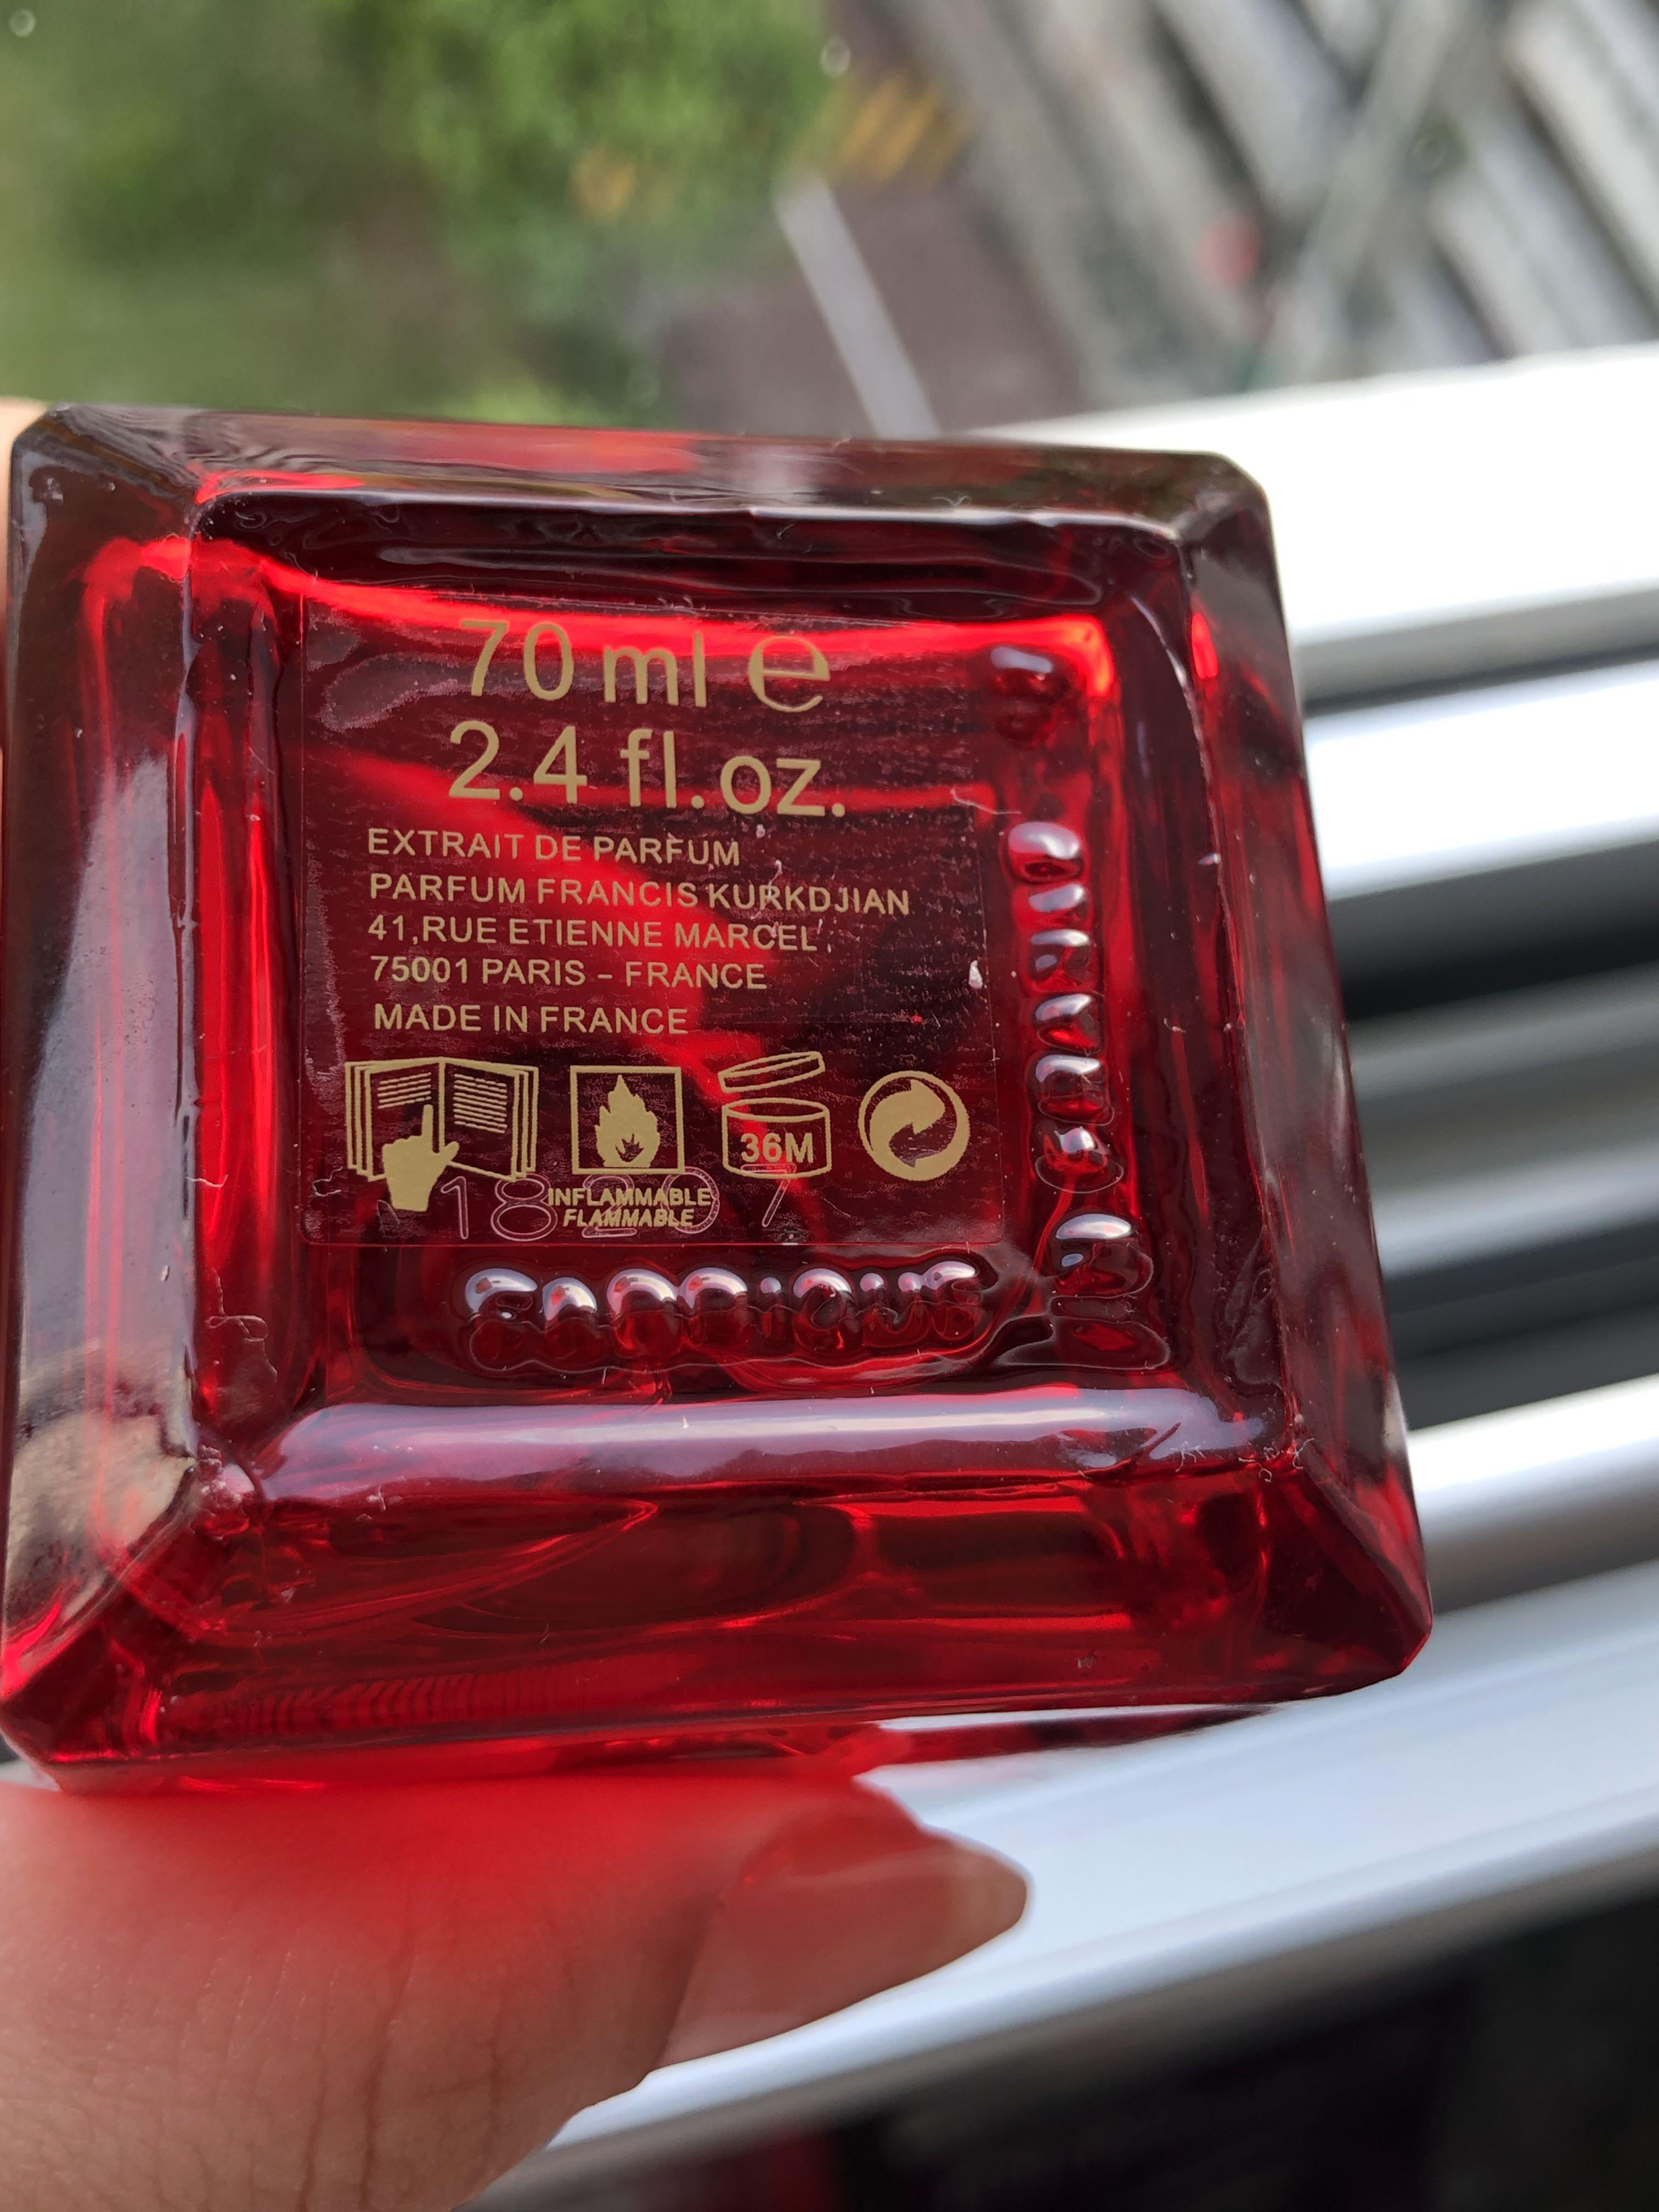 70 ml e
2.4 fl.oz.
EXTRAIT DE PARFUM
PARFUM FRANCIS KURKDJIAN
41,RUE ETIENNE MARCEL
75001 PARIS – FRANCE
MADE IN FRANCE
36M
INFLAMMABLE
FLAMMABLE